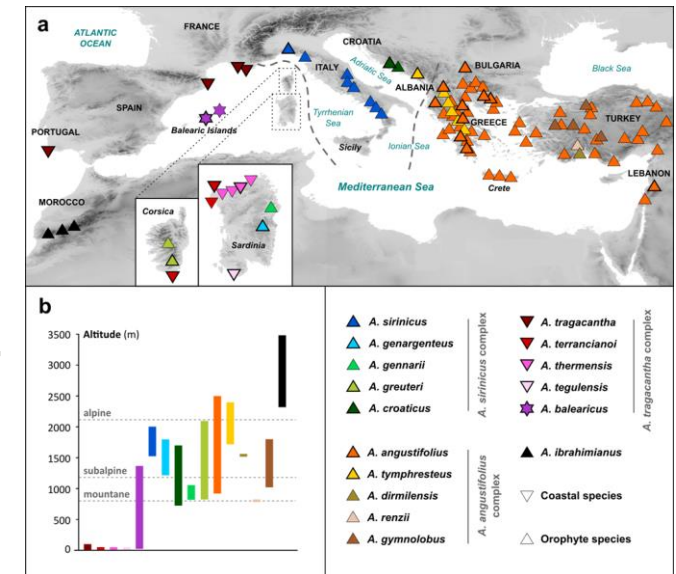 a
ATLANTIC
OCEAN
FRANCE
CROATIA
ITALY
Adriatic Sea
BULGARIA
ALBANIA
Black Sea
SPAIN
PORTUGAL
Balearic Islands
Tyrrhenian
Sea
GREECE
TURKEY
Sicily
Ionian Sea
Mediterranean Sea
Crete
LEBANON
MOROCCO
Corsica
Sardinia
b
Altitude (m)
3500
3000
2500
alpine
2000
1500
subalpine
1000
mountane
500
0
A. sirinicus
A. genargenteus
A. gennarii
A. greuteri
A. croaticus
A. sirinicus complex
A. angustifolius
A. tymphresteus
A. dirmilensis
A. renzii
A. gymnolobus
A. angustifolius
complex
A. tragacantha
A. terrancianoi
A. thermensis
A. tegulensis
A. balearicus
A. tragacantha complex
A. ibrahimianus
Coastal species
Orophyte species